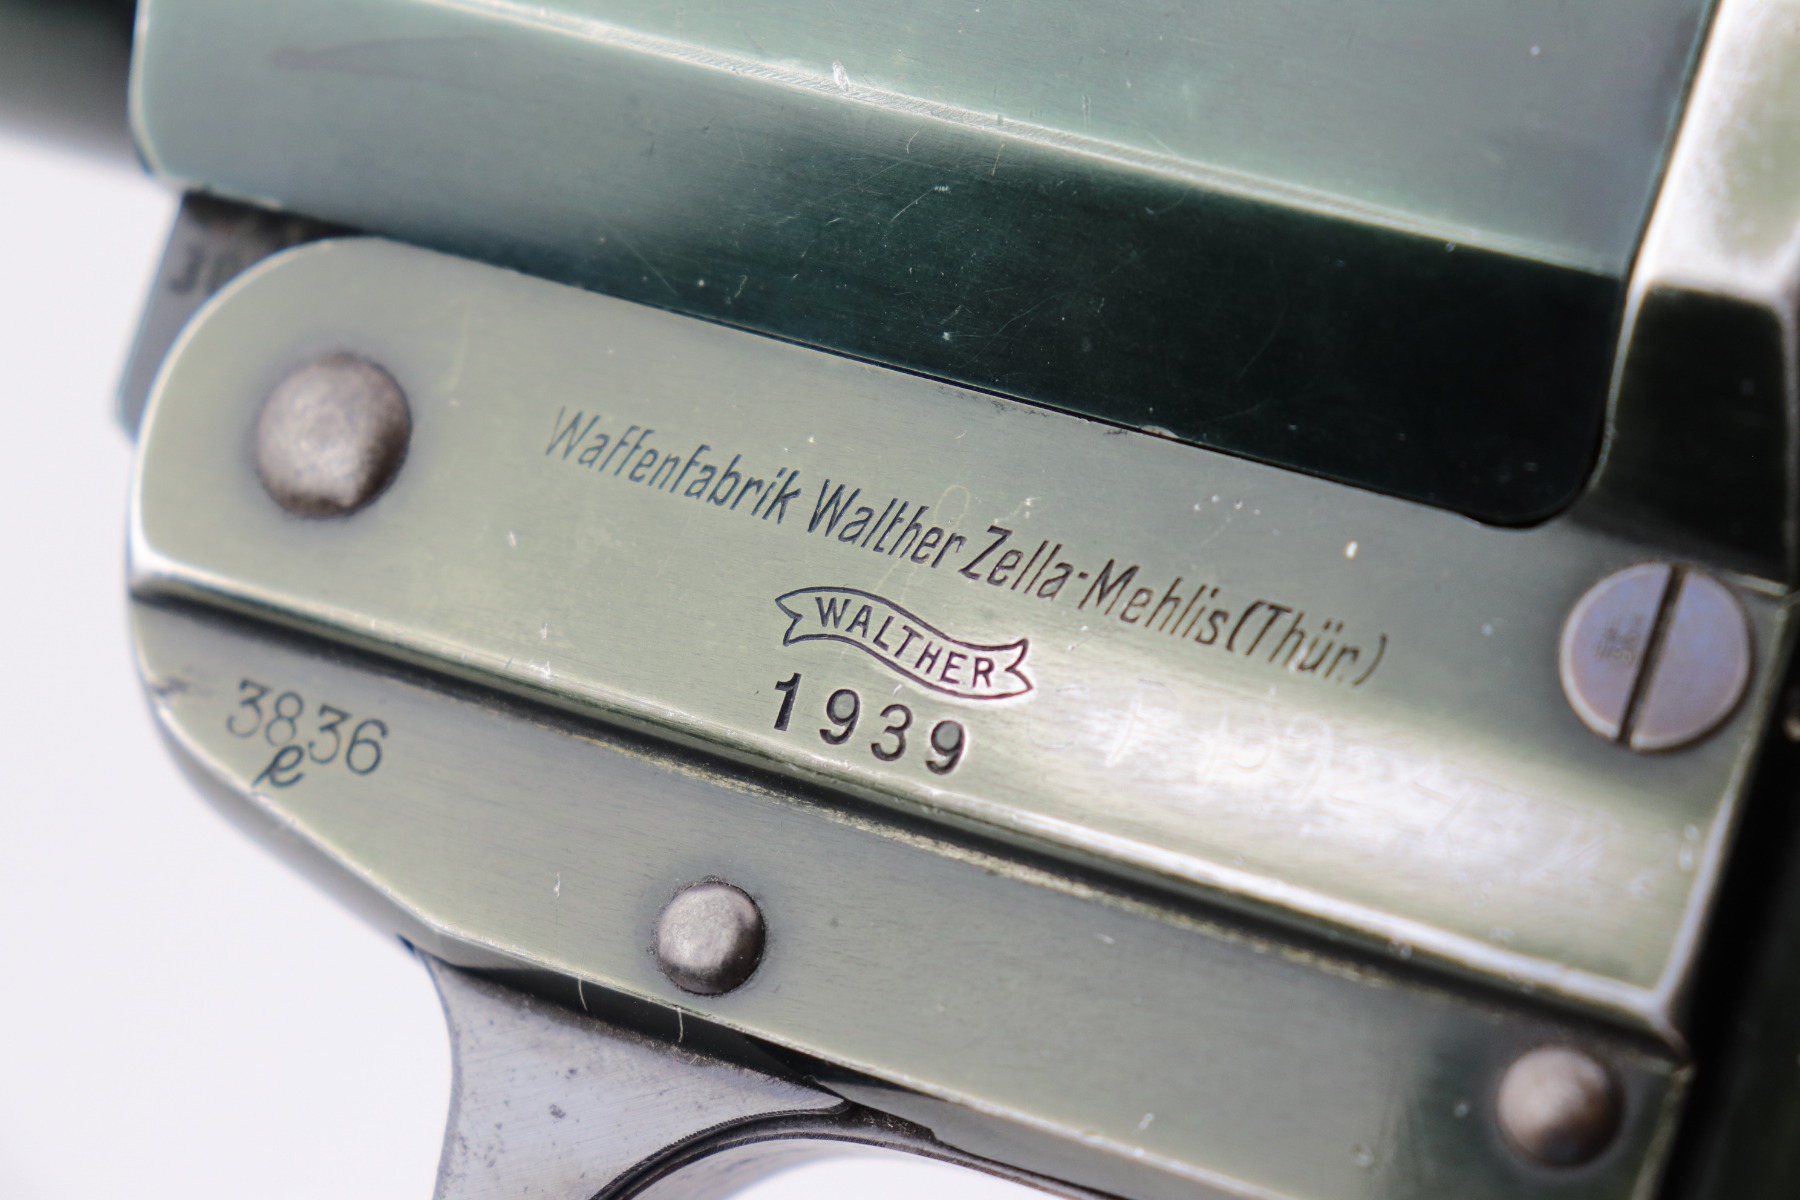 Waffenfabrik Walther Zella-Mehlis (Thür.)
WALTHER
1939
3836
e